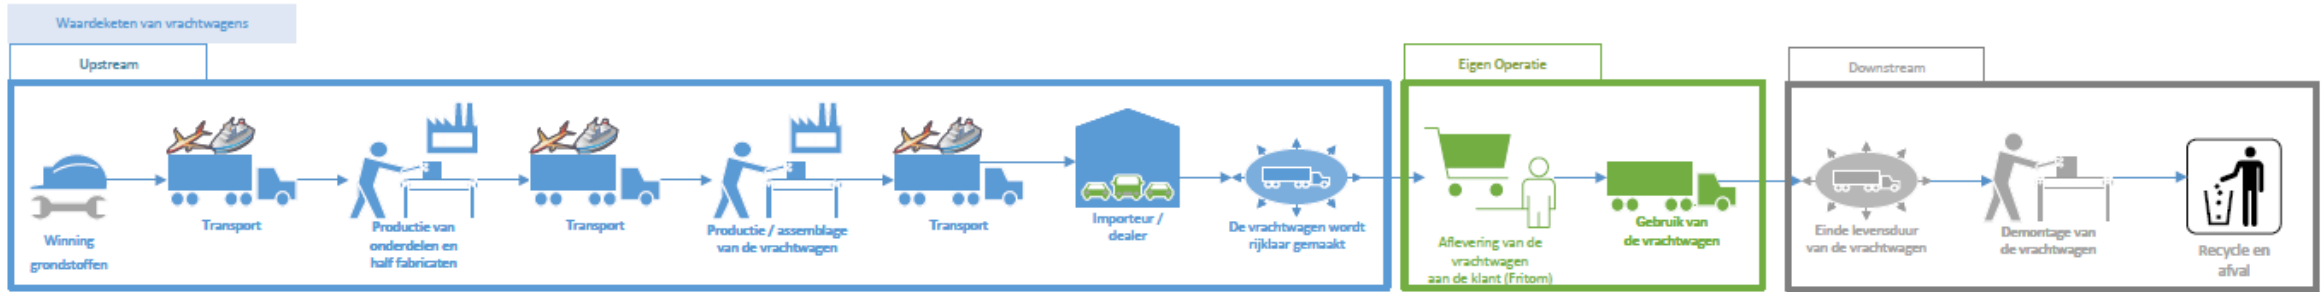 Waardeketen van vrachtwagens
Upstream
Winning
grondstoffen
Transport
Productie van
onderdelen en
half fabricaten
Transport
Productie / assemblage
van de vrachtwagen
Transport
Importeur /
dealer
De vrachtwagen wordt
rijklaar gemaakt
Eigen Operatie
Aflevering van de
vrachtwagen
aan de klant (Fritom)
Gebruik van
de vrachtwagen
Downstream
Einde levensduur
van de vrachtwagen
Demontage van
de vrachtwagen
Recycle en
afval